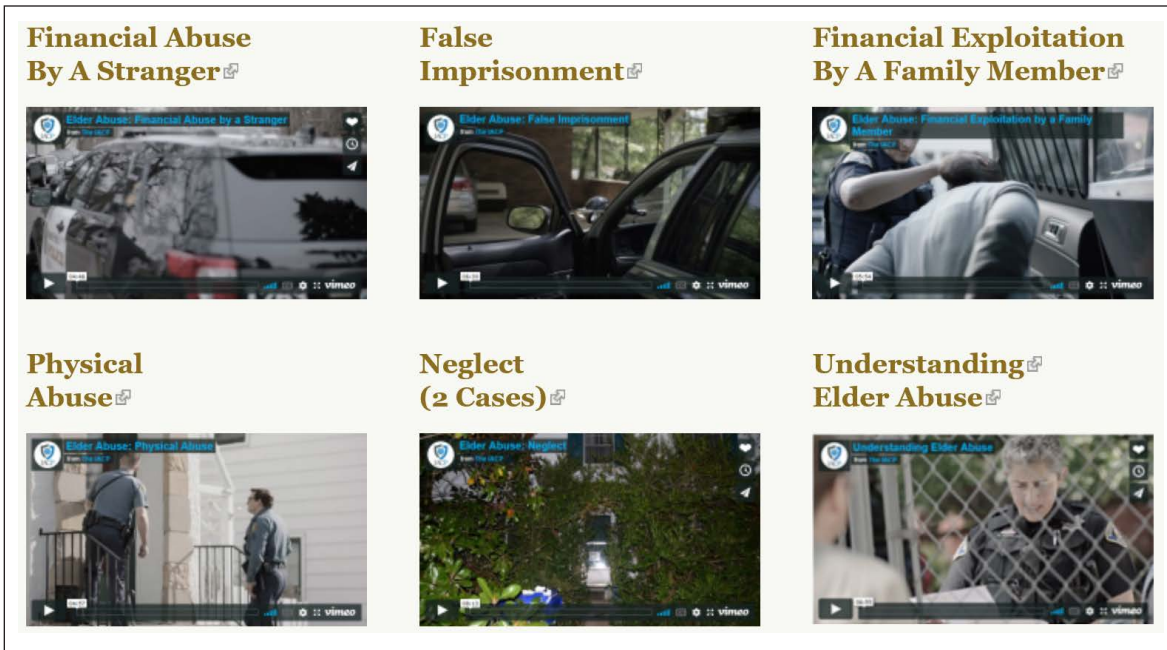 Financial Abuse
By A Stranger
Elder Abuse: Financial Abuse by a Stranger
from The IACP
vimeo
False
Imprisonment
Elder Abuse: False Imprisonment
from The IACP
vimeo
Financial Exploitation
By A Family Member
Elder Abuse: Financial Exploitation by a Family
Member
from The IACP
vimeo
Physical
Abuse
Elder Abuse: Physical Abuse
from The IACP
vimeo
Neglect
(2 Cases)
Elder Abuse: Neglect
from The IACP
vimeo
Understanding
Elder Abuse
Understanding Elder Abuse
from The IACP
vimeo